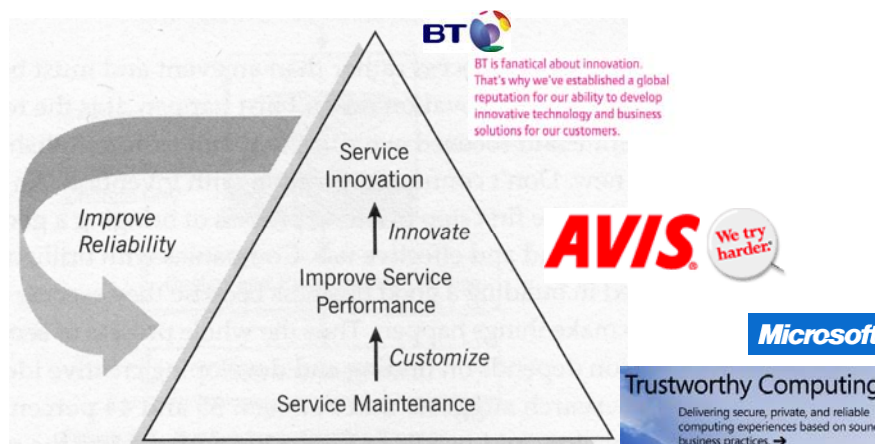 BT
BT is fanatical about innovation.
That's why we've established a global
reputation for our ability to develop
innovative technology and business
solutions for our customers.
Service
Innovation
Improve
Reliability
Innovate
AVIS
We try
harder.
Improve Service
Performance
Microsoft
Customize
Trustworthy Computing
Service Maintenance
Delivering secure, private, and reliable
computing experiences based on sound
business practices →